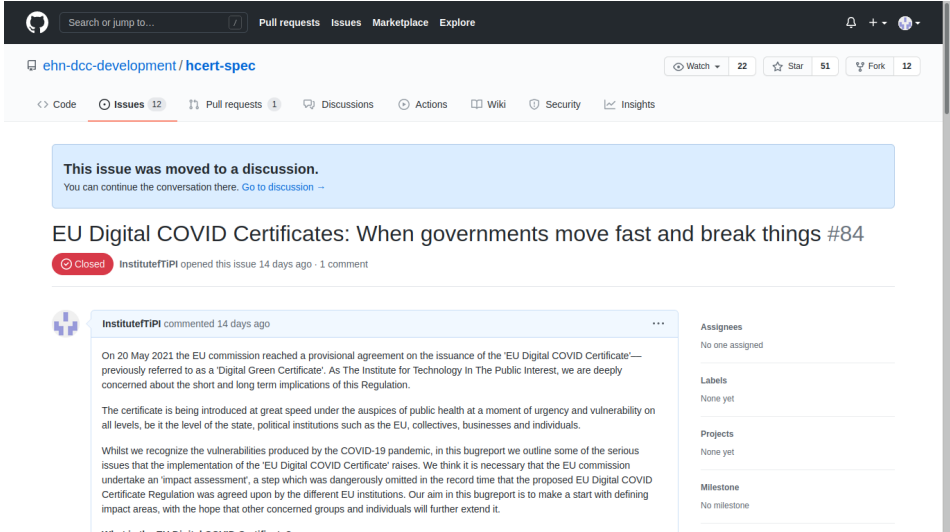 Search or jump to... /
Pull requests Issues Marketplace Explore
ehn-dcc-development / hcert-spec
Watch 22 Star 51 Fork 12
Code Issues 12 Pull requests 1 Discussions Actions Wiki Security Insights
This issue was moved to a discussion.
You can continue the conversation there. Go to discussion →
EU Digital COVID Certificates: When governments move fast and break things #84
Closed InstitutefTiPI opened this issue 14 days ago · 1 comment
InstitutefTiPI commented 14 days ago
On 20 May 2021 the EU commission reached a provisional agreement on the issuance of the 'EU Digital COVID Certificate'—
previously referred to as a 'Digital Green Certificate'. As The Institute for Technology In The Public Interest, we are deeply
concerned about the short and long term implications of this Regulation.
The certificate is being introduced at great speed under the auspices of public health at a moment of urgency and vulnerability on
all levels, be it the level of the state, political institutions such as the EU, collectives, businesses and individuals.
Whilst we recognize the vulnerabilities produced by the COVID-19 pandemic, in this bugreport we outline some of the serious
issues that the implementation of the 'EU Digital COVID Certificate' raises. We think it is necessary that the EU commission
undertake an 'impact assessment', a step which was dangerously omitted in the record time that the proposed EU Digital COVID
Certificate Regulation was agreed upon by the different EU institutions. Our aim in this bugreport is to make a start with defining
impact areas, with the hope that other concerned groups and individuals will further extend it.
Assignees
No one assigned
Labels
None yet
Projects
None yet
Milestone
No milestone